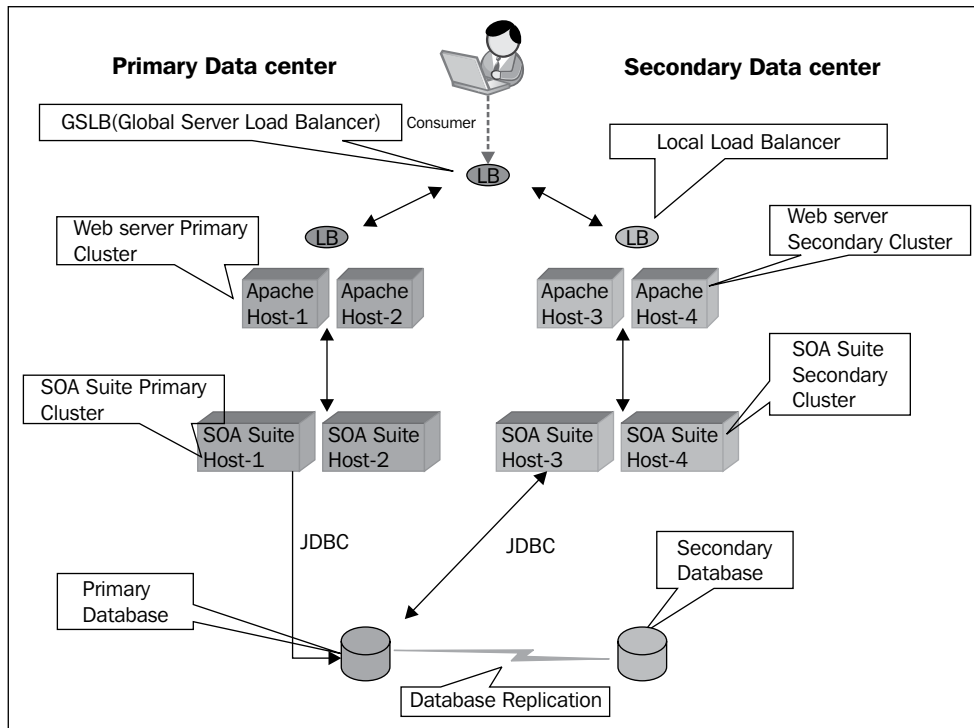 Primary Data center
Secondary Data center
GSLB(Global Server Load Balancer)
Consumer
Local Load Balancer
LB
Web server Primary
Cluster
LB
LB
Web server
Secondary Cluster
Apache
Host-1
Apache
Host-2
Apache
Host-3
Apache
Host-4
SOA Suite Primary
Cluster
SOA Suite
Secondary
Cluster
SOA Suite
Host-1
SOA Suite
Host-2
SOA Suite
Host-3
SOA Suite
Host-4
JDBC
JDBC
Primary
Database
Secondary
Database
Database Replication